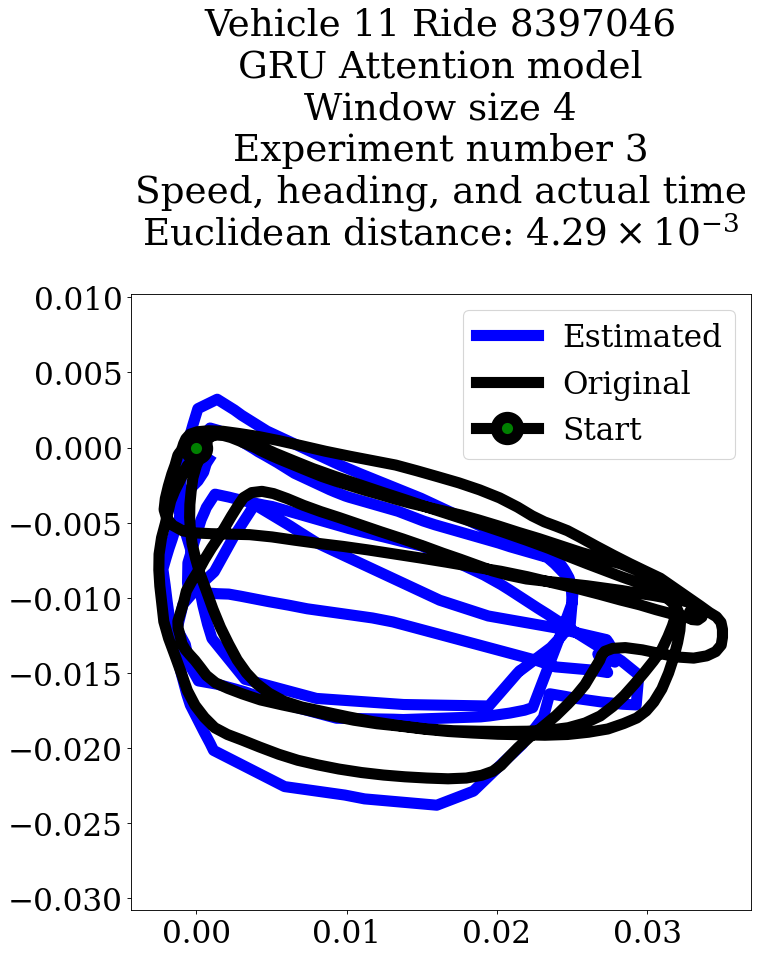 Vehicle 11 Ride 8397046
GRU Attention model
Window size 4
Experiment number 3
Speed, heading, and actual time
Euclidean distance: 4.29 × 10⁻³
0.010
0.005
0.000
−0.005
−0.010
−0.015
−0.020
−0.025
−0.030
Estimated
Original
Start
0.00 0.01 0.02 0.03